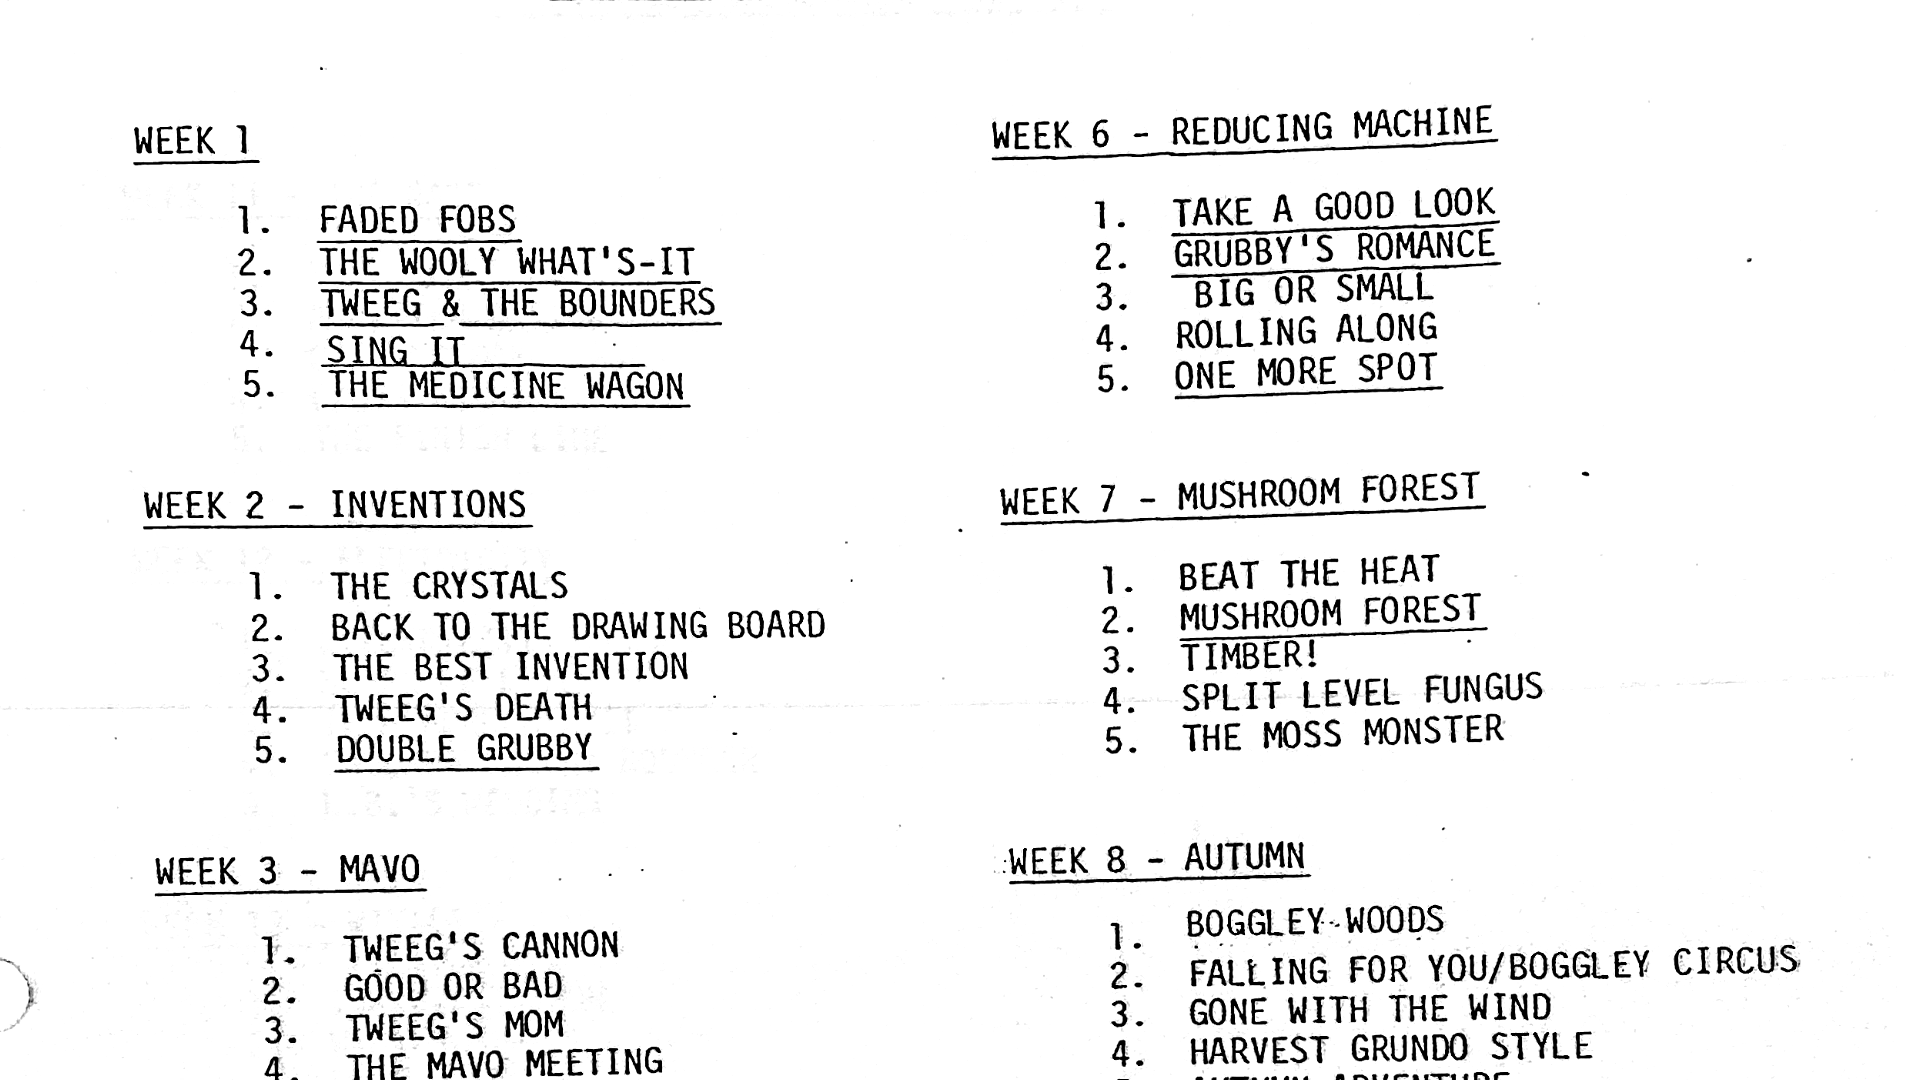 WEEK 1
1. FADED FOBS
2. THE WOOLY WHAT'S-IT
3. TWEEG & THE BOUNDERS
4. SING IT
5. THE MEDICINE WAGON
WEEK 2 - INVENTIONS
1. THE CRYSTALS
2. BACK TO THE DRAWING BOARD
3. THE BEST INVENTION
4. TWEEG'S DEATH
5. DOUBLE GRUBBY
WEEK 3 - MAVO
1. TWEEG'S CANNON
2. GOOD OR BAD
3. TWEEG'S MOM
4. THE MAVO MEETING
WEEK 6 - REDUCING MACHINE
1. TAKE A GOOD LOOK
2. GRUBBY'S ROMANCE
3. BIG OR SMALL
4. ROLLING ALONG
5. ONE MORE SPOT
WEEK 7 - MUSHROOM FOREST
1. BEAT THE HEAT
2. MUSHROOM FOREST
3. TIMBER!
4. SPLIT LEVEL FUNGUS
5. THE MOSS MONSTER
WEEK 8 - AUTUMN
1. BOGGLEY WOODS
2. FALLING FOR YOU/BOGGLEY CIRCUS
3. GONE WITH THE WIND
4. HARVEST GRUNDO STYLE
AUTUMN ADVENTURE